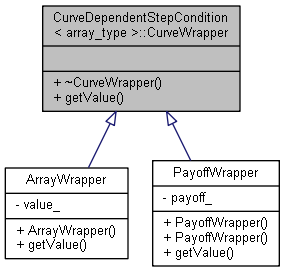 CurveDependentStepCondition
< array_type >::CurveWrapper
+ ~CurveWrapper()
+ getValue()
ArrayWrapper
- value_
+ ArrayWrapper()
+ getValue()
PayoffWrapper
- payoff_
+ PayoffWrapper()
+ PayoffWrapper()
+ getValue()